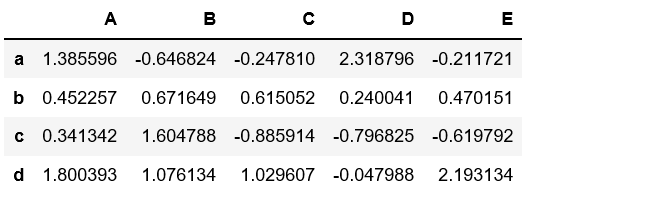 A B C D E
a 1.385596 -0.646824 -0.247810 2.318796 -0.211721
b 0.452257 0.671649 0.615052 0.240041 0.470151
c 0.341342 1.604788 -0.885914 -0.796825 -0.619792
d 1.800393 1.076134 1.029607 -0.047988 2.193134